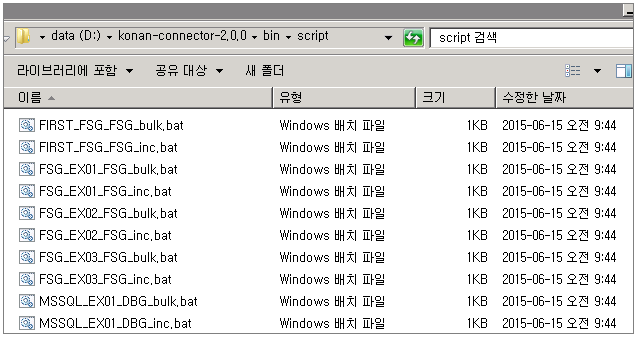 data (D:) ▸ konan-connector-2.0.0 ▸ bin ▸ script script 검색
라이브러리에 포함 공유 대상 새 폴더
이름 유형 크기 수정한 날짜
FIRST_FSG_FSG_bulk.bat Windows 배치 파일 1KB 2015-06-15 오전 9:44
FIRST_FSG_FSG_inc.bat Windows 배치 파일 1KB 2015-06-15 오전 9:44
FSG_EX01_FSG_bulk.bat Windows 배치 파일 1KB 2015-06-15 오전 9:44
FSG_EX01_FSG_inc.bat Windows 배치 파일 1KB 2015-06-15 오전 9:44
FSG_EX02_FSG_bulk.bat Windows 배치 파일 1KB 2015-06-15 오전 9:44
FSG_EX02_FSG_inc.bat Windows 배치 파일 1KB 2015-06-15 오전 9:44
FSG_EX03_FSG_bulk.bat Windows 배치 파일 1KB 2015-06-15 오전 9:44
FSG_EX03_FSG_inc.bat Windows 배치 파일 1KB 2015-06-15 오전 9:44
MSSQL_EX01_DBG_bulk.bat Windows 배치 파일 1KB 2015-06-15 오전 9:44
MSSQL_EX01_DBG_inc.bat Windows 배치 파일 1KB 2015-06-15 오전 9:44